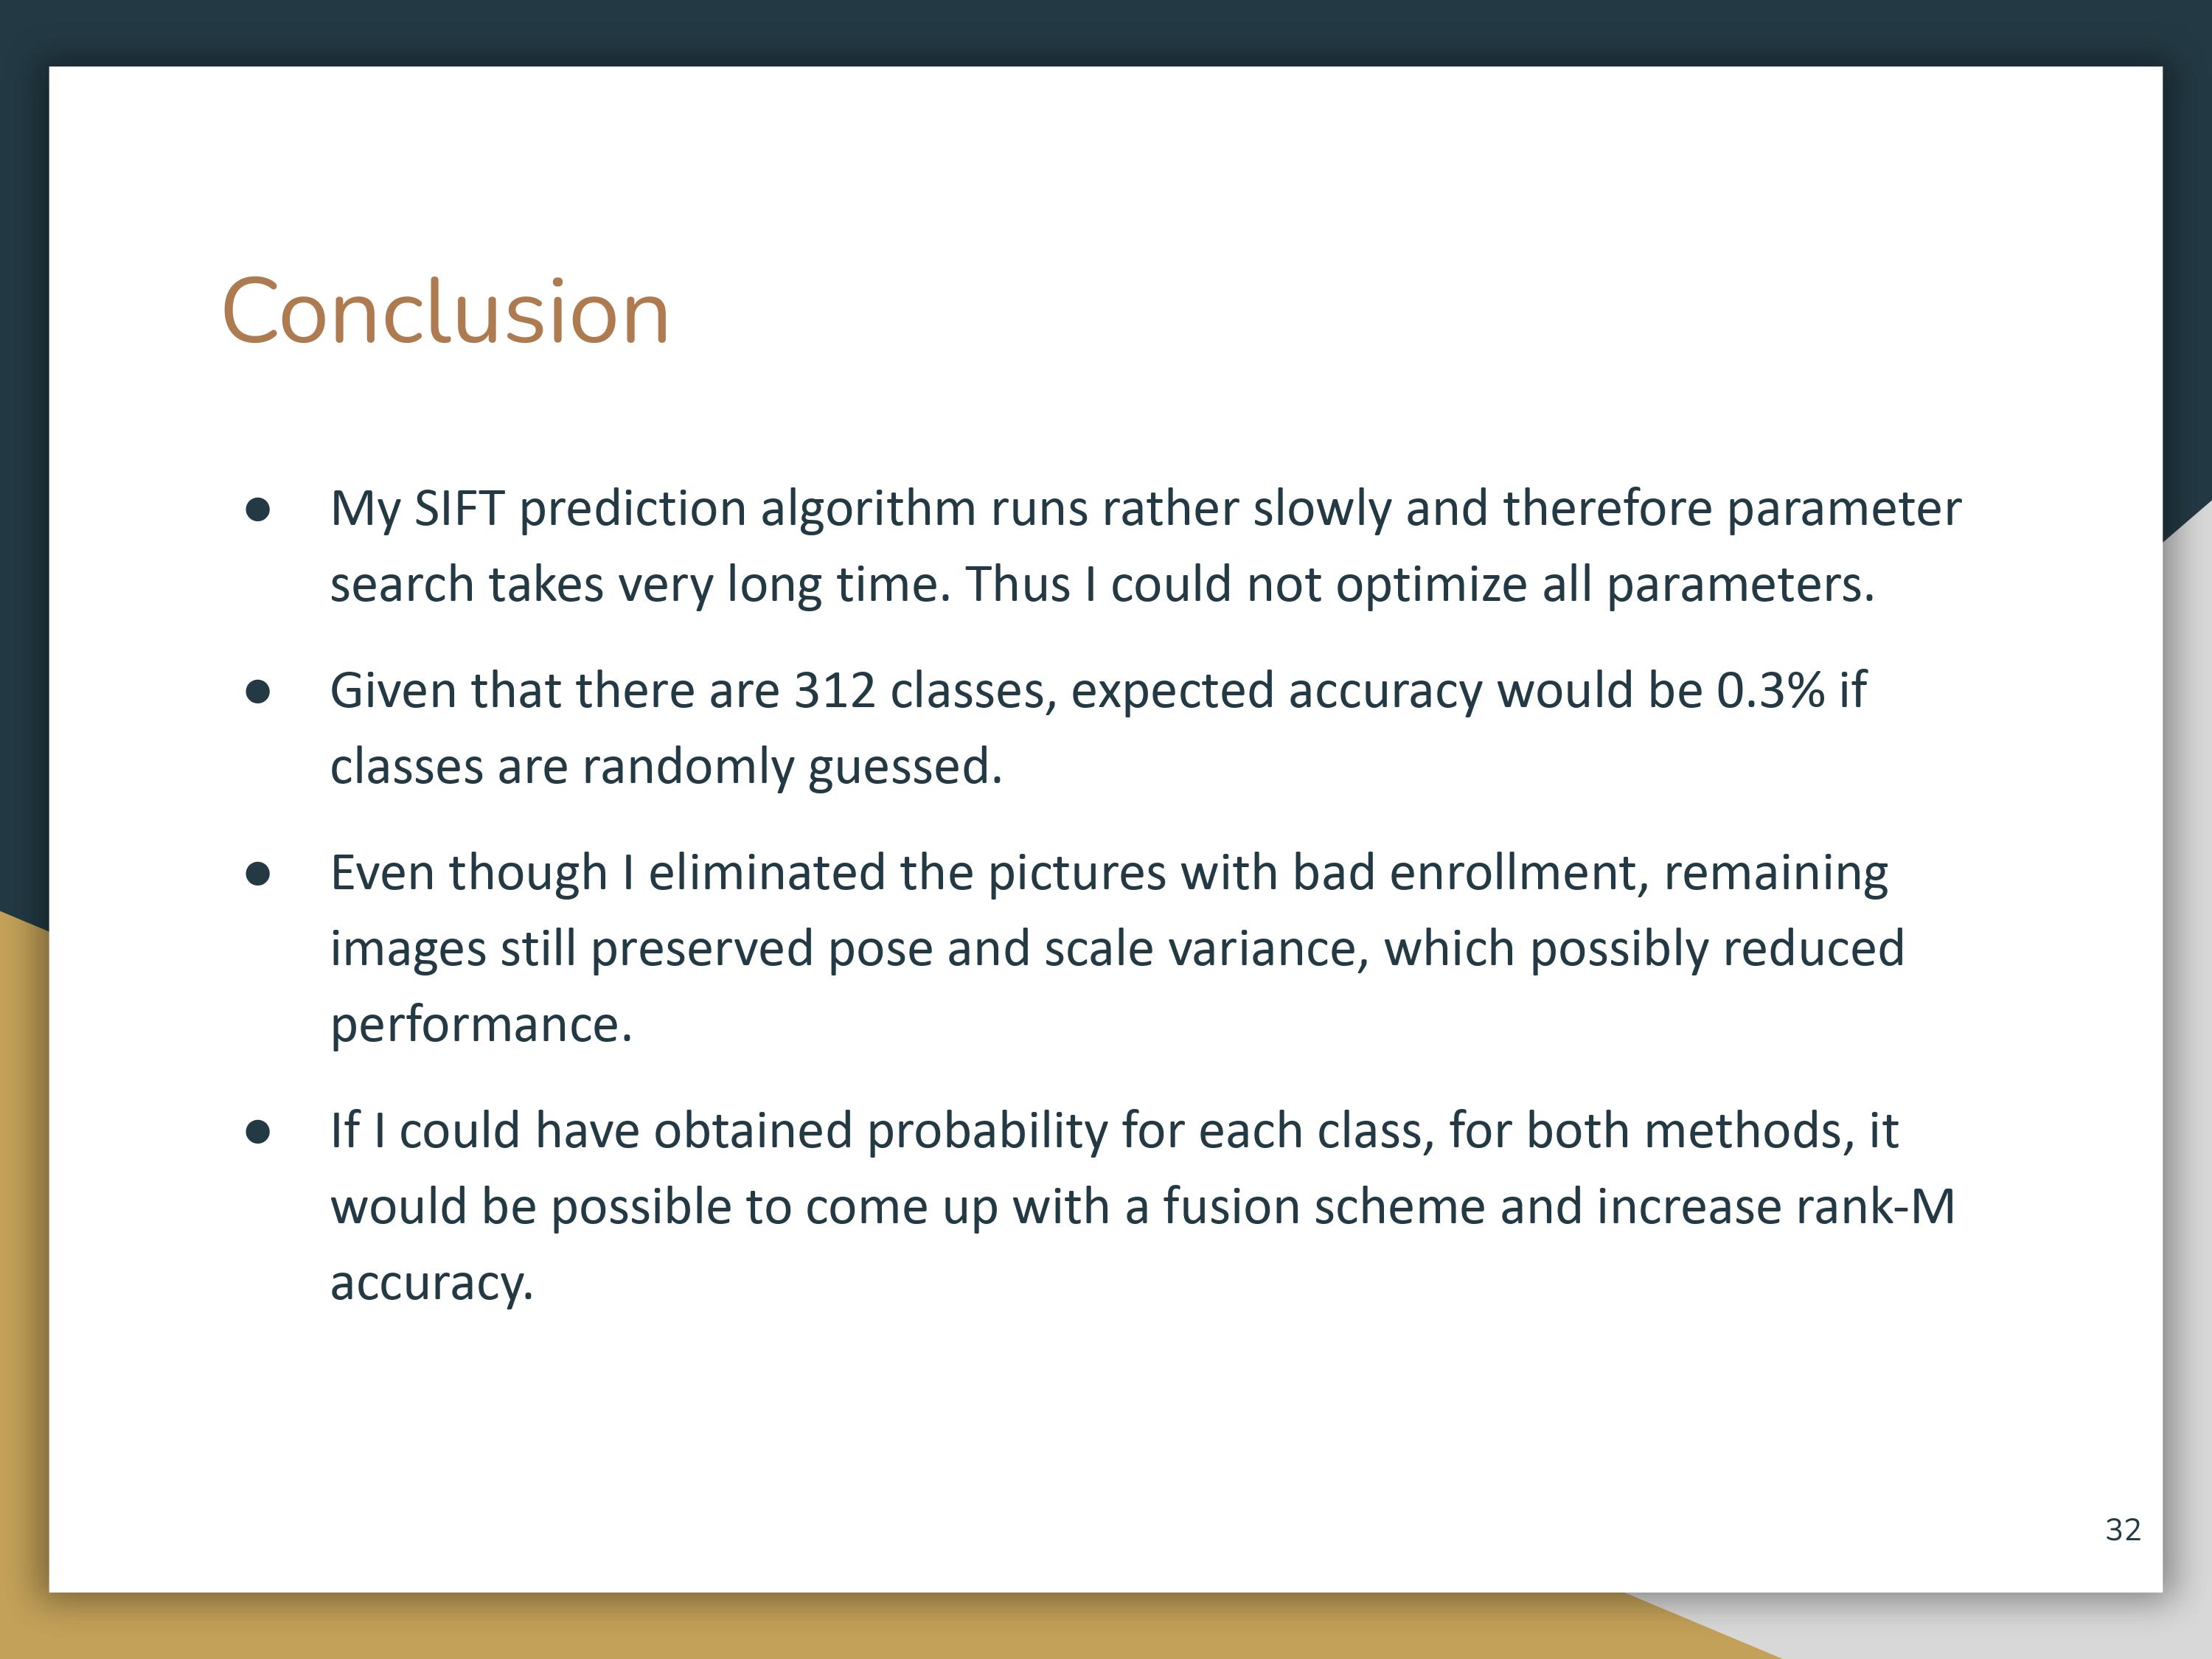 Conclusion
● My SIFT prediction algorithm runs rather slowly and therefore parameter
search takes very long time. Thus I could not optimize all parameters.
● Given that there are 312 classes, expected accuracy would be 0.3% if
classes are randomly guessed.
● Even though I eliminated the pictures with bad enrollment, remaining
images still preserved pose and scale variance, which possibly reduced
performance.
● If I could have obtained probability for each class, for both methods, it
would be possible to come up with a fusion scheme and increase rank-M
accuracy.
32